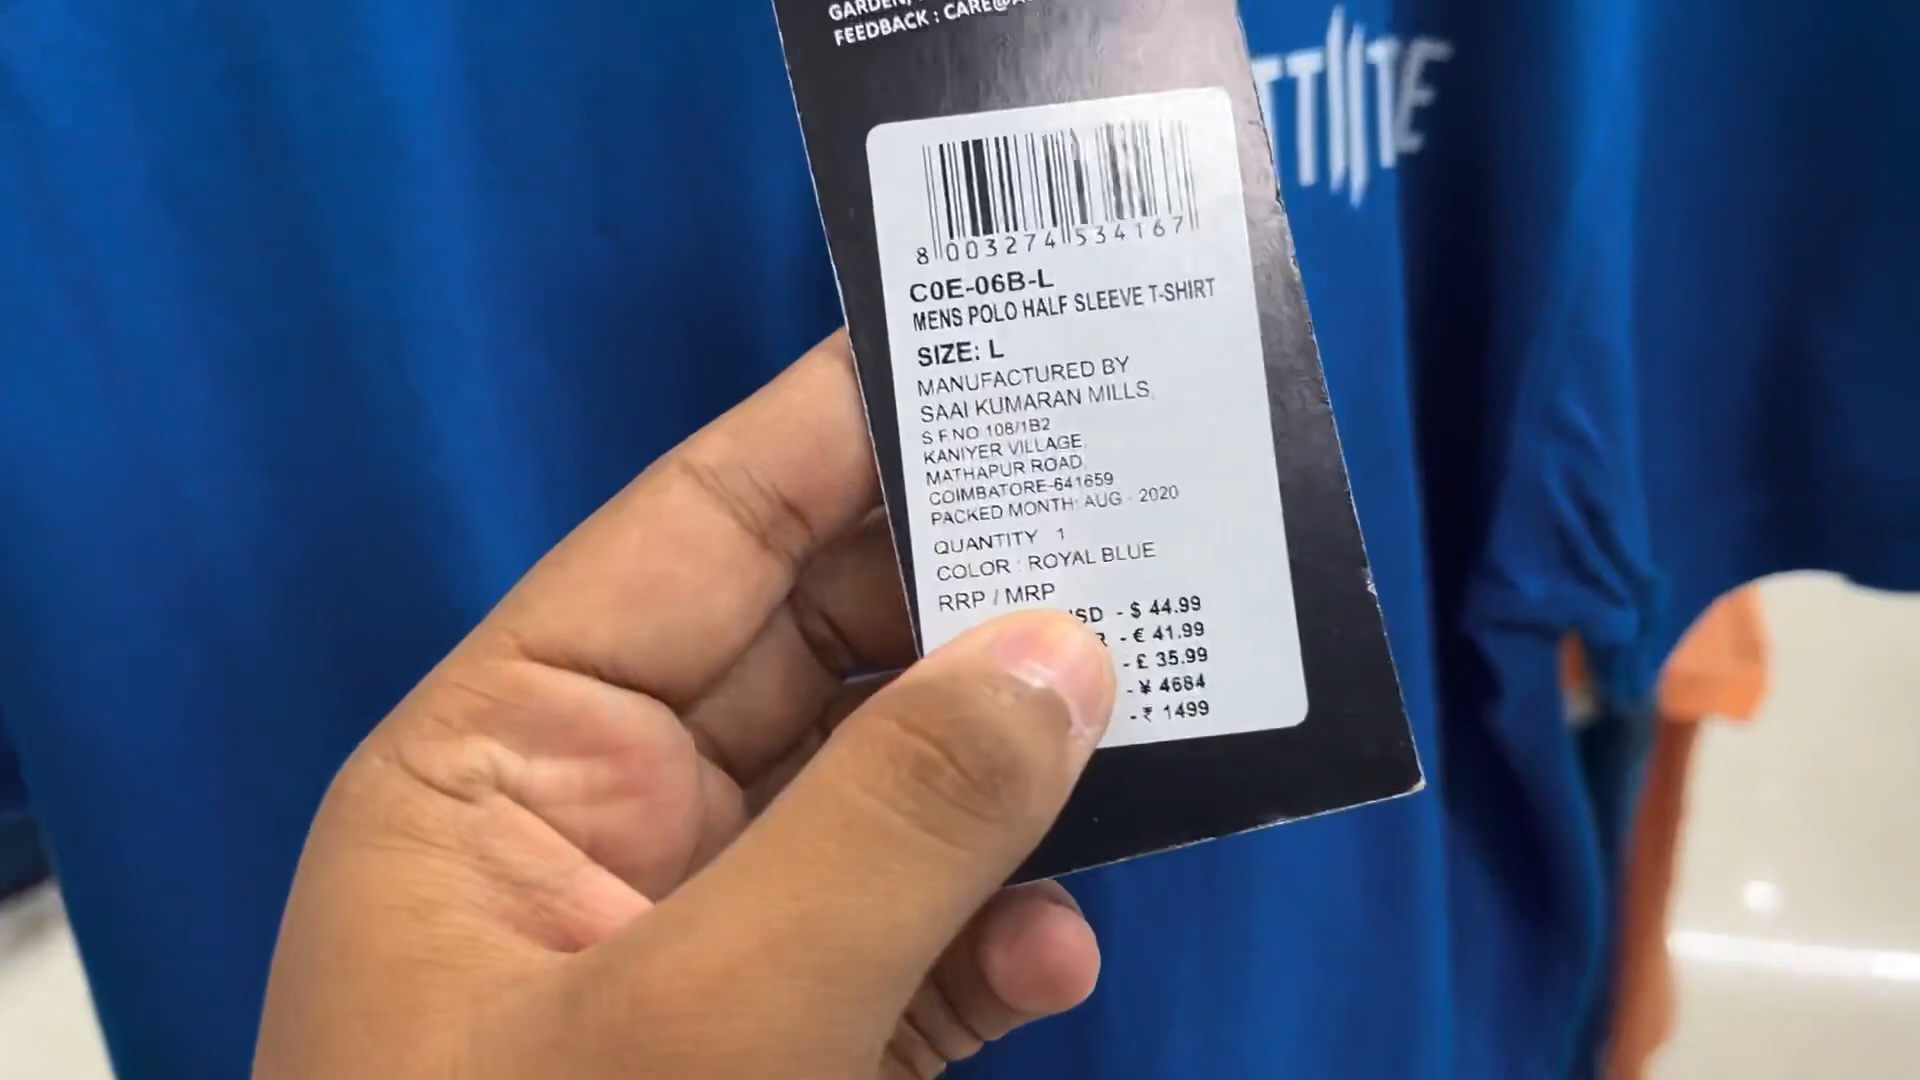 FEEDBACK : CARE@
8 003274 534167
C0E-06B-L
MENS POLO HALF SLEEVE T-SHIRT
SIZE: L
MANUFACTURED BY
SAAI KUMARAN MILLS,
S.F.NO 108/1B2
KANIYER VILLAGE,
MATHAPUR ROAD,
COIMBATORE-641659
PACKED MONTH: AUG - 2020
QUANTITY 1
COLOR : ROYAL BLUE
RRP / MRP
- $ 44.99
- € 41.99
- £ 35.99
- ¥ 4684
- ₹ 1499